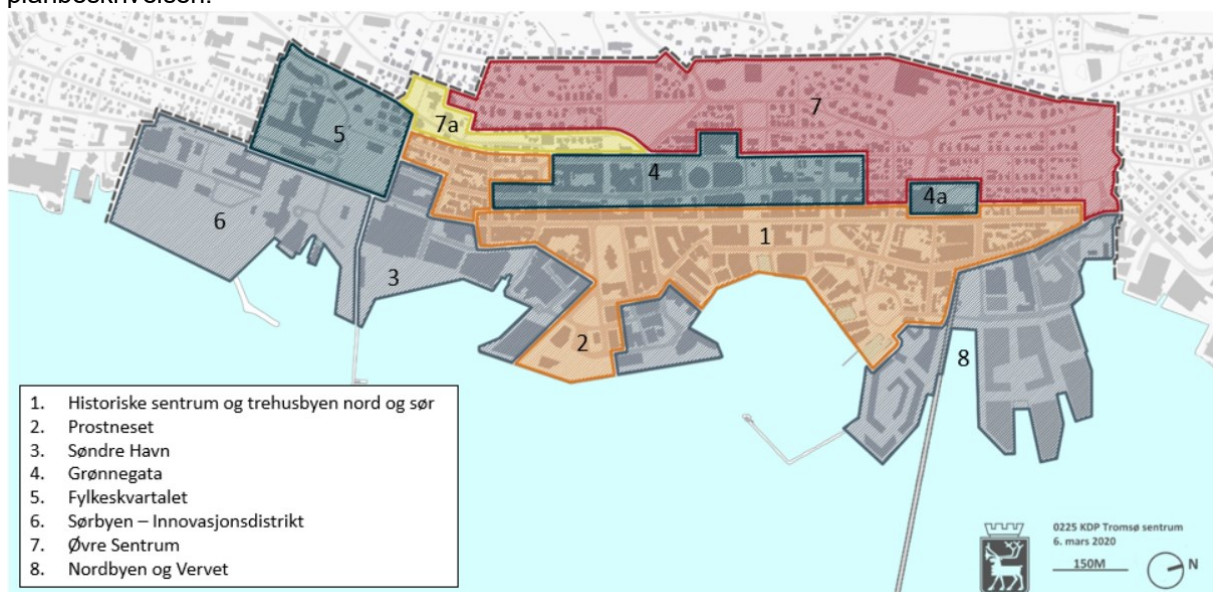 planbeskrivelsen.
5
7a
7
4
4a
6
3
1
2
8
1. Historiske sentrum og trehusbyen nord og sør
2. Prostneset
3. Søndre Havn
4. Grønnegata
5. Fylkeskvartalet
6. Sørbyen – Innovasjonsdistrikt
7. Øvre Sentrum
8. Nordbyen og Vervet
0225 KDP Tromsø sentrum
6. mars 2020
150M
N